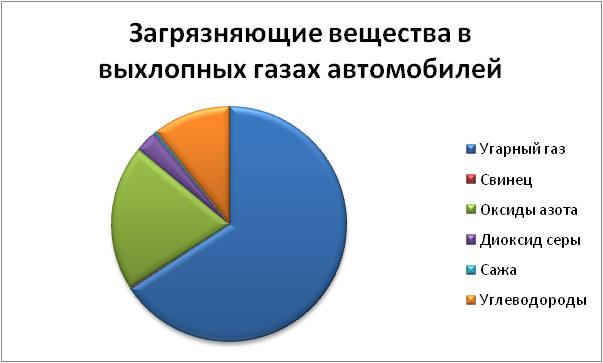 Загрязняющие вещества в
выхлопных газах автомобилей
Угарный газ
Свинец
Оксиды азота
Диоксид серы
Сажа
Углеводороды